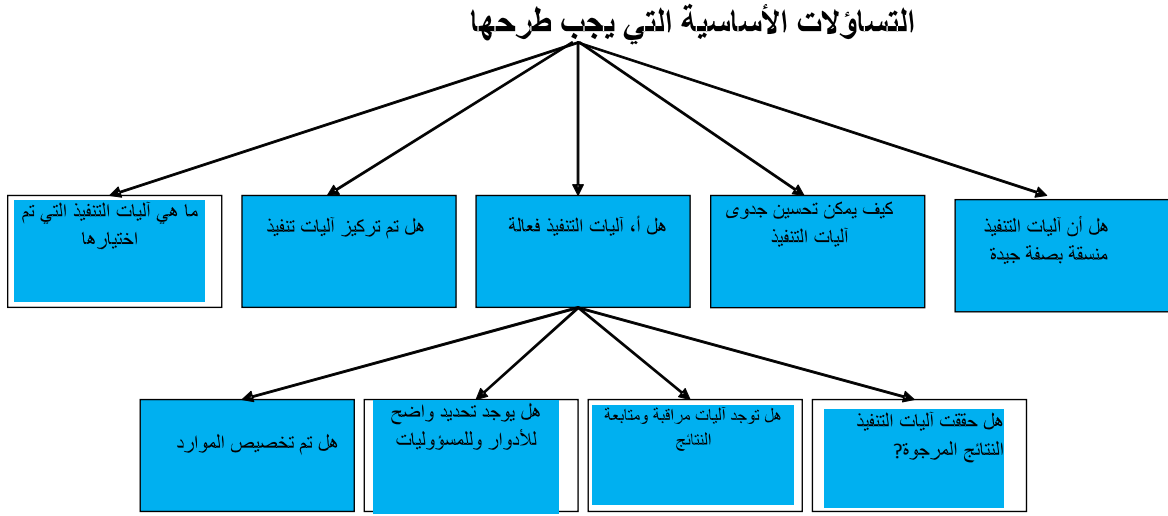 التساؤلات الأساسية التي يجب طرحها
هل أن آليات التنفيذ
منسقة بصفة جيدة
كيف يمكن تحسين جدوى
آليات التنفيذ
هل أ، آليات التنفيذ فعالة
هل تم تركيز آليات تنفيذ
ما هي آليات التنفيذ التي تم
اختيارها
هل حققت آليات التنفيذ
النتائج المرجوة?
هل توجد آليات مراقبة ومتابعة
النتائج
هل يوجد تحديد واضح
للأدوار وللمسؤوليات
هل تم تخصيص الموارد